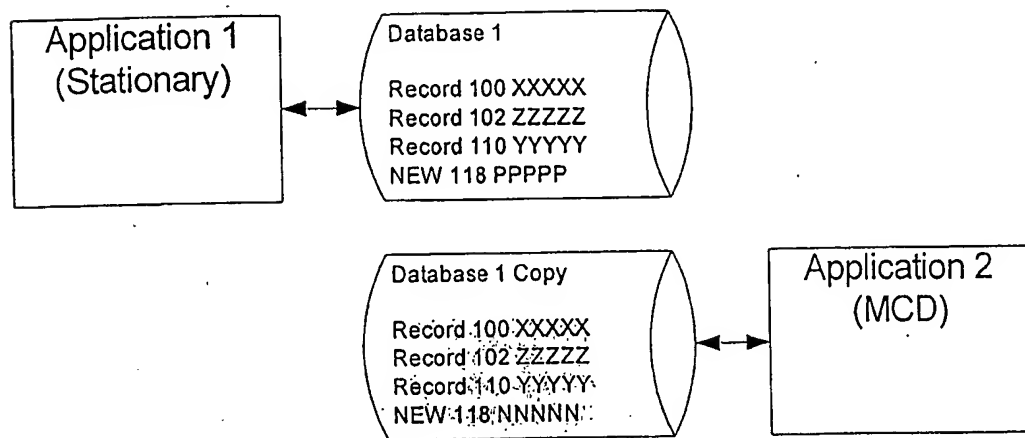 Application 1
(Stationary)
Database 1
Record 100 XXXXX
Record 102 ZZZZZ
Record 110 YYYYY
NEW 118 PPPPP
Database 1 Copy
Record 100 XXXXX
Record 102 ZZZZZ
Record 110 YYYYY
NEW 118 NNNNN
Application 2
(MCD)